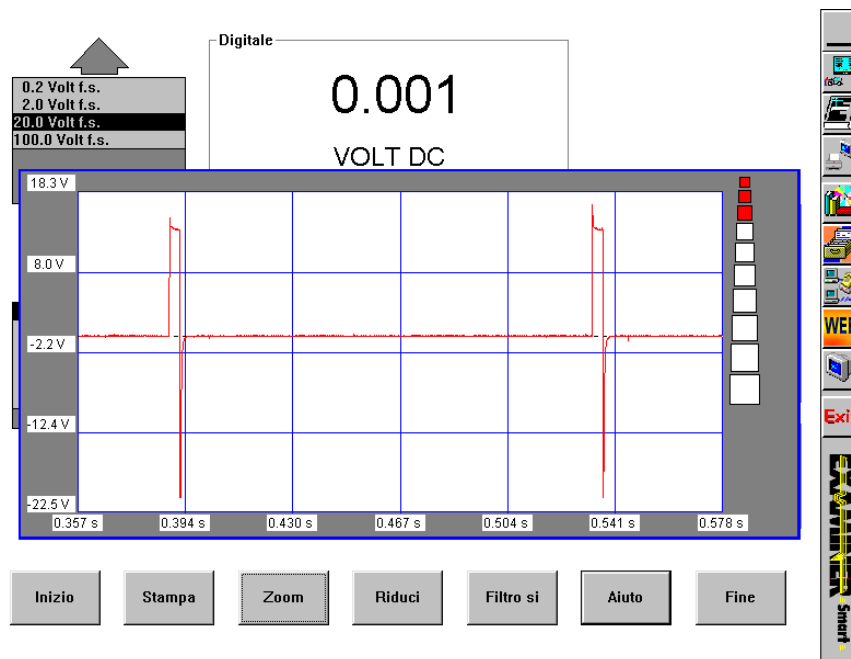 Digitale
0.2 Volt f.s.
2.0 Volt f.s.
20.0 Volt f.s.
100.0 Volt f.s.
0.001
VOLT DC
18.3 V
8.0 V
-2.2 V
-12.4 V
-22.5 V
0.357 s 0.394 s 0.430 s 0.467 s 0.504 s 0.541 s 0.578 s
Inizio Stampa Zoom Riduci Filtro si Aiuto Fine
WEB
Exi
EXAMINER Smart